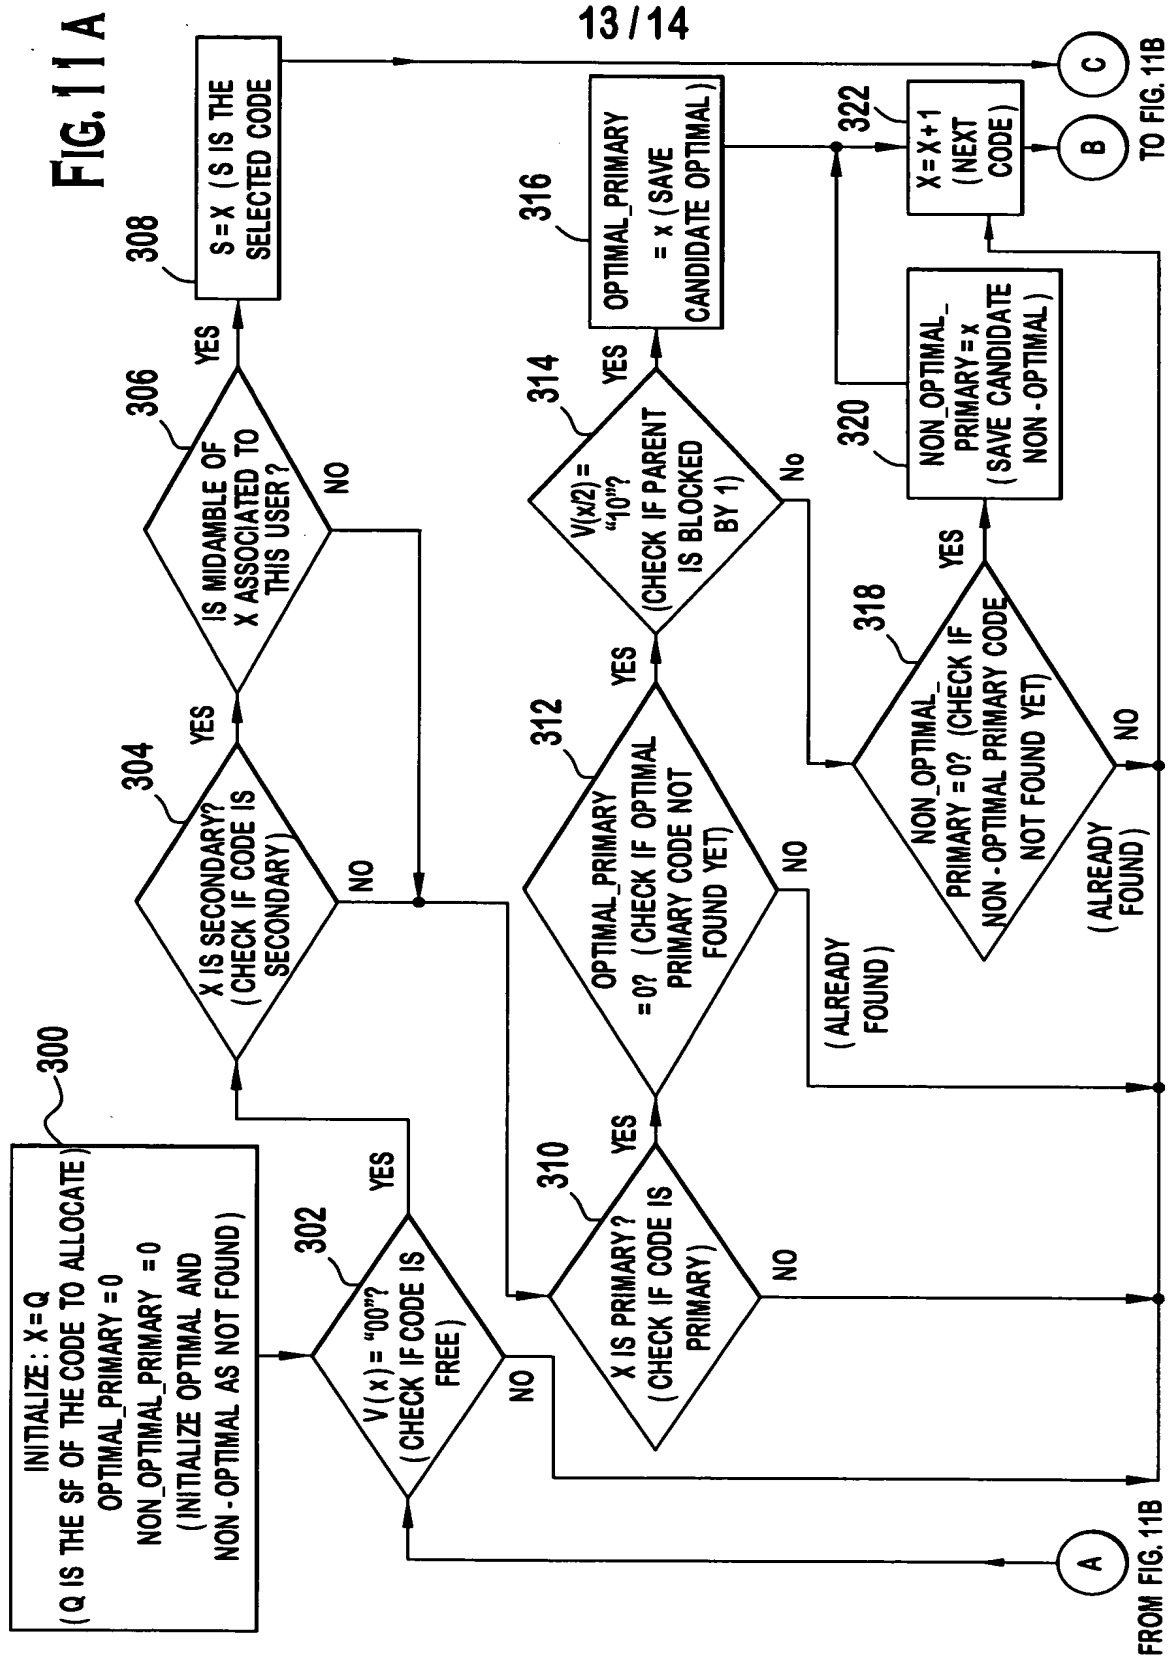 13/14
FIG. 11A
INITIALIZE: X=Q
(Q IS THE SF OF THE CODE TO ALLOCATE)
OPTIMAL_PRIMARY =0
NON_OPTIMAL_PRIMARY =0
(INITIALIZE OPTIMAL AND
NON-OPTIMAL AS NOT FOUND)
300
V(x) = "00"?
(CHECK IF CODE IS
FREE)
302
YES
NO
X IS SECONDARY?
(CHECK IF CODE IS
SECONDARY)
304
YES
NO
IS MIDAMBLE OF
X ASSOCIATED TO
THIS USER?
306
YES
NO
S=X (S IS THE
SELECTED CODE
308
X IS PRIMARY?
(CHECK IF CODE IS
PRIMARY)
310
YES
NO
OPTIMAL_PRIMARY
=0? (CHECK IF OPTIMAL
PRIMARY CODE NOT
FOUND YET)
312
YES
NO
(ALREADY
FOUND)
V(x/2) =
"10"?
(CHECK IF PARENT
IS BLOCKED
BY 1)
314
YES
No
OPTIMAL_PRIMARY
= x (SAVE
CANDIDATE OPTIMAL)
316
NON_OPTIMAL_
PRIMARY =0? (CHECK IF
NON-OPTIMAL PRIMARY CODE
NOT FOUND YET)
318
YES
NO
(ALREADY
FOUND)
NON_OPTIMAL_
PRIMARY=x
(SAVE CANDIDATE
NON-OPTIMAL)
320
X=X+1
(NEXT
CODE)
322
A
FROM FIG. 11B
B
C
TO FIG. 11B